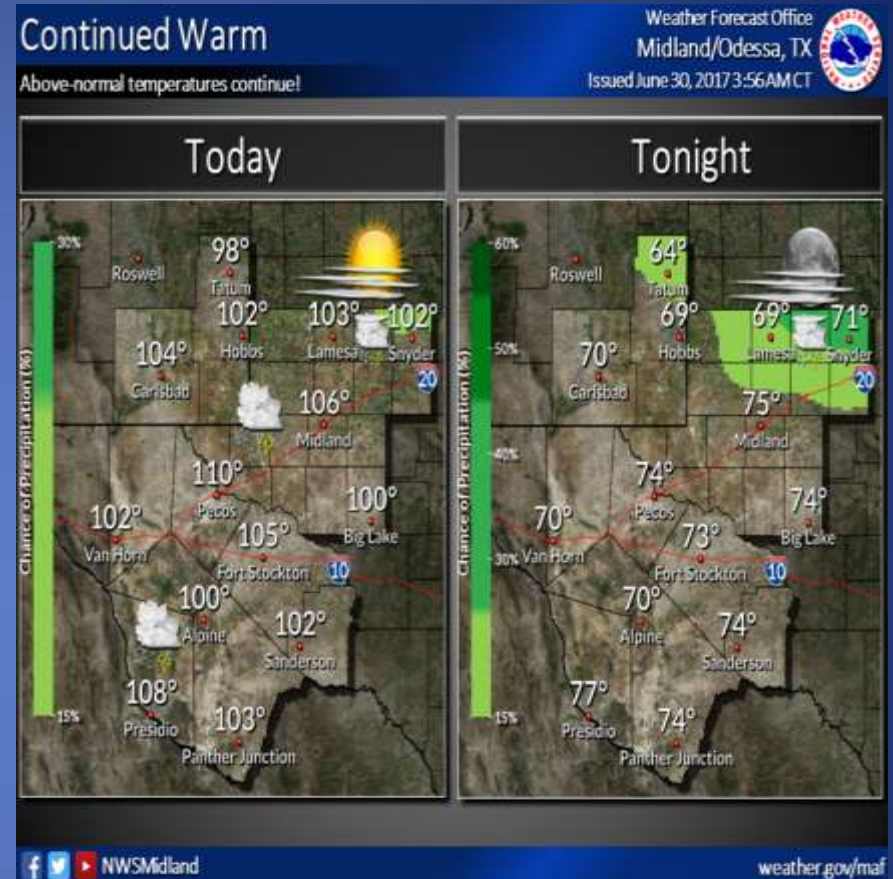 Continued Warm
Above-normal temperatures continue!
Weather Forecast Office
Midland/Odessa, TX
Issued June 30, 2017 3:56 AM CT
NATIONAL WEATHER SERVICE
Today
Chance of Precipitation (%)
30%
15%
Roswell
98°
Tatum
102°
Hobbs
103°
Lamesa
102°
Snyder
104°
Carlsbad
20
106°
Midland
110°
Pecos
100°
Big Lake
102°
Van Horn
105°
Fort Stockton
10
100°
Alpine
102°
Sanderson
108°
Presidio
103°
Panther Junction
Tonight
Chance of Precipitation (%)
60%
50%
40%
30%
15%
Roswell
64°
Tatum
69°
Hobbs
69°
Lamesa
71°
Snyder
70°
Carlsbad
20
75°
Midland
74°
Pecos
74°
Big Lake
70°
Van Horn
73°
Fort Stockton
10
70°
Alpine
74°
Sanderson
77°
Presidio
74°
Panther Junction
NWSMidland
weather.gov/maf